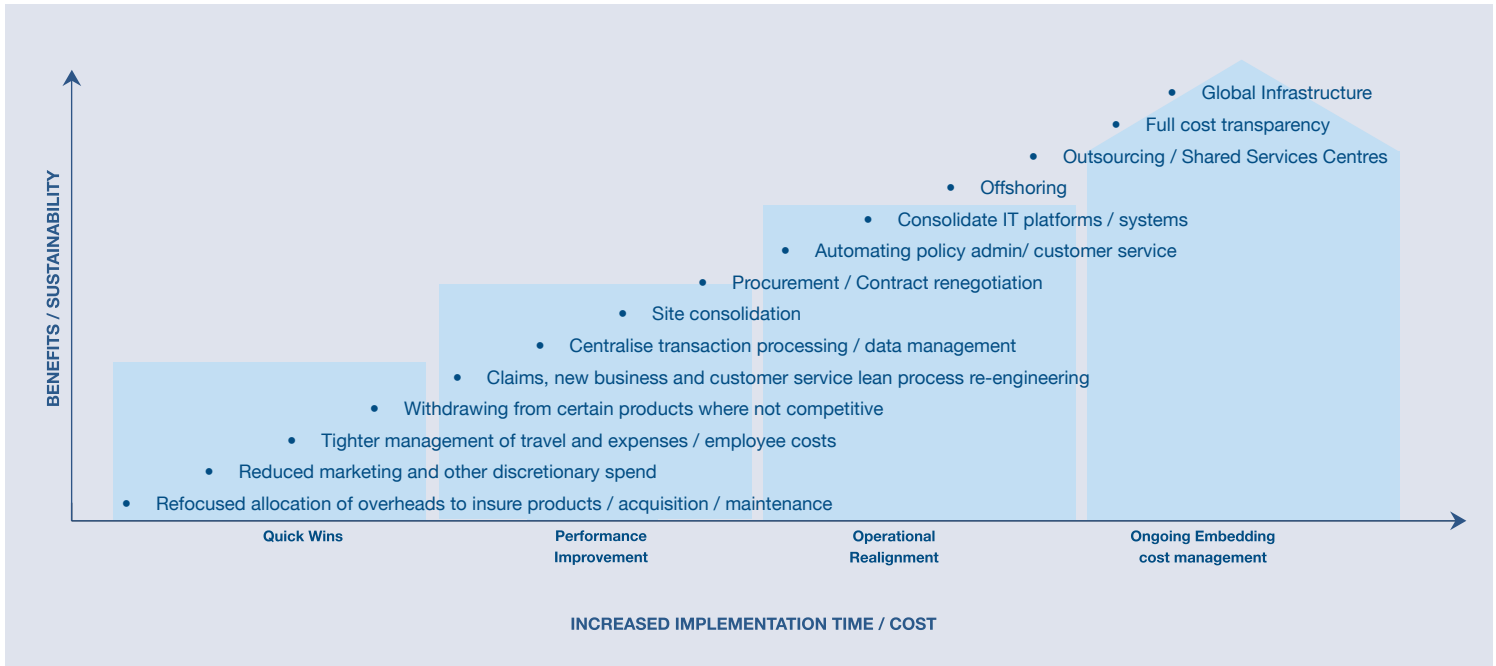 BENEFITS / SUSTAINABILITY
• Global Infrastructure
• Full cost transparency
• Outsourcing / Shared Services Centres
• Offshoring
• Consolidate IT platforms / systems
• Automating policy admin/ customer service
• Procurement / Contract renegotiation
• Site consolidation
• Centralise transaction processing / data management
• Claims, new business and customer service lean process re-engineering
• Withdrawing from certain products where not competitive
• Tighter management of travel and expenses / employee costs
• Reduced marketing and other discretionary spend
• Refocused allocation of overheads to insure products / acquisition / maintenance
Quick Wins
Performance
Improvement
Operational
Realignment
Ongoing Embedding
cost management
INCREASED IMPLEMENTATION TIME / COST